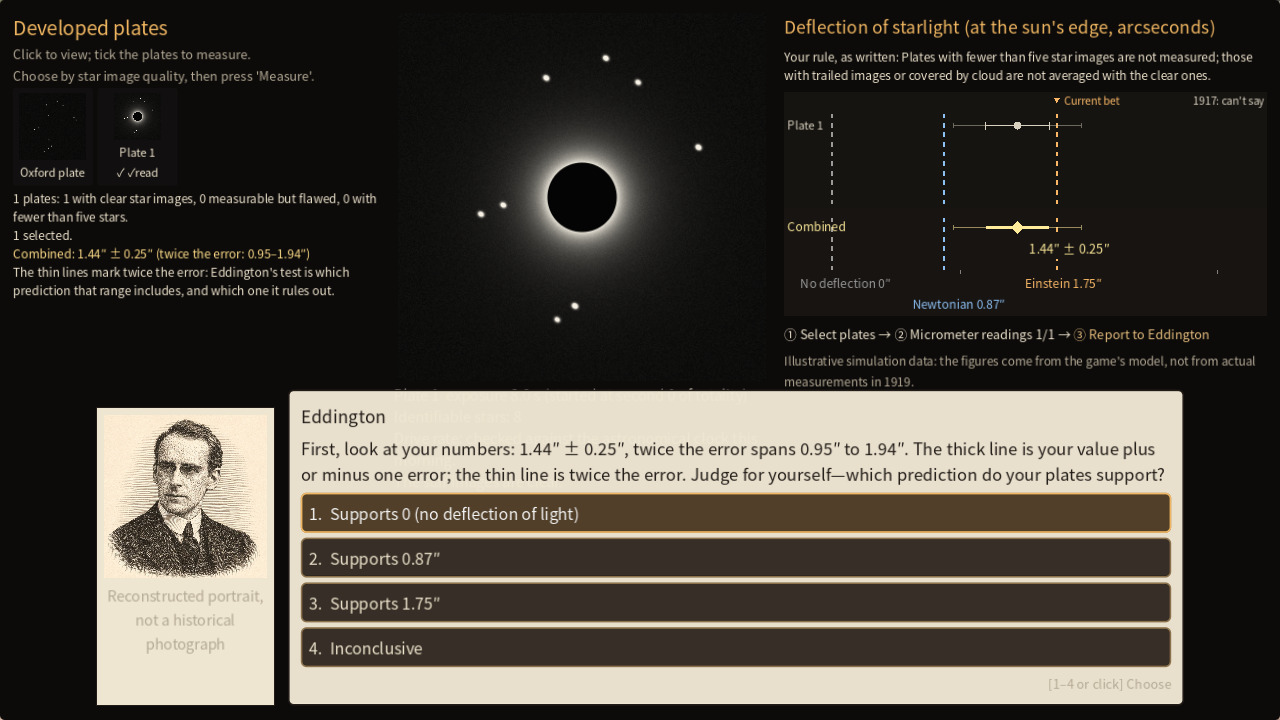 Developed plates
Click to view; tick the plates to measure.
Choose by star image quality, then press 'Measure'.
Oxford plate
Plate 1
✓ ✓read
1 plates: 1 with clear star images, 0 measurable but flawed, 0 with
fewer than five stars.
1 selected.
Combined: 1.44″ ± 0.25″ (twice the error: 0.95–1.94″)
The thin lines mark twice the error: Eddington's test is which
prediction that range includes, and which one it rules out.
Deflection of starlight (at the sun's edge, arcseconds)
Your rule, as written: Plates with fewer than five star images are not measured; those
with trailed images or covered by cloud are not averaged with the clear ones.
Current bet
1917: can't say
Plate 1
Combined
1.44″ ± 0.25″
No deflection 0″
Einstein 1.75″
Newtonian 0.87″
① Select plates → ② Micrometer readings 1/1 → ③ Report to Eddington
Illustrative simulation data: the figures come from the game's model, not from actual
measurements in 1919.
Reconstructed portrait,
not a historical
photograph
Eddington
First, look at your numbers: 1.44″ ± 0.25″, twice the error spans 0.95″ to 1.94″. The thick line is your value plus
or minus one error; the thin line is twice the error. Judge for yourself—which prediction do your plates support?
1. Supports 0 (no deflection of light)
2. Supports 0.87″
3. Supports 1.75″
4. Inconclusive
[1–4 or click] Choose